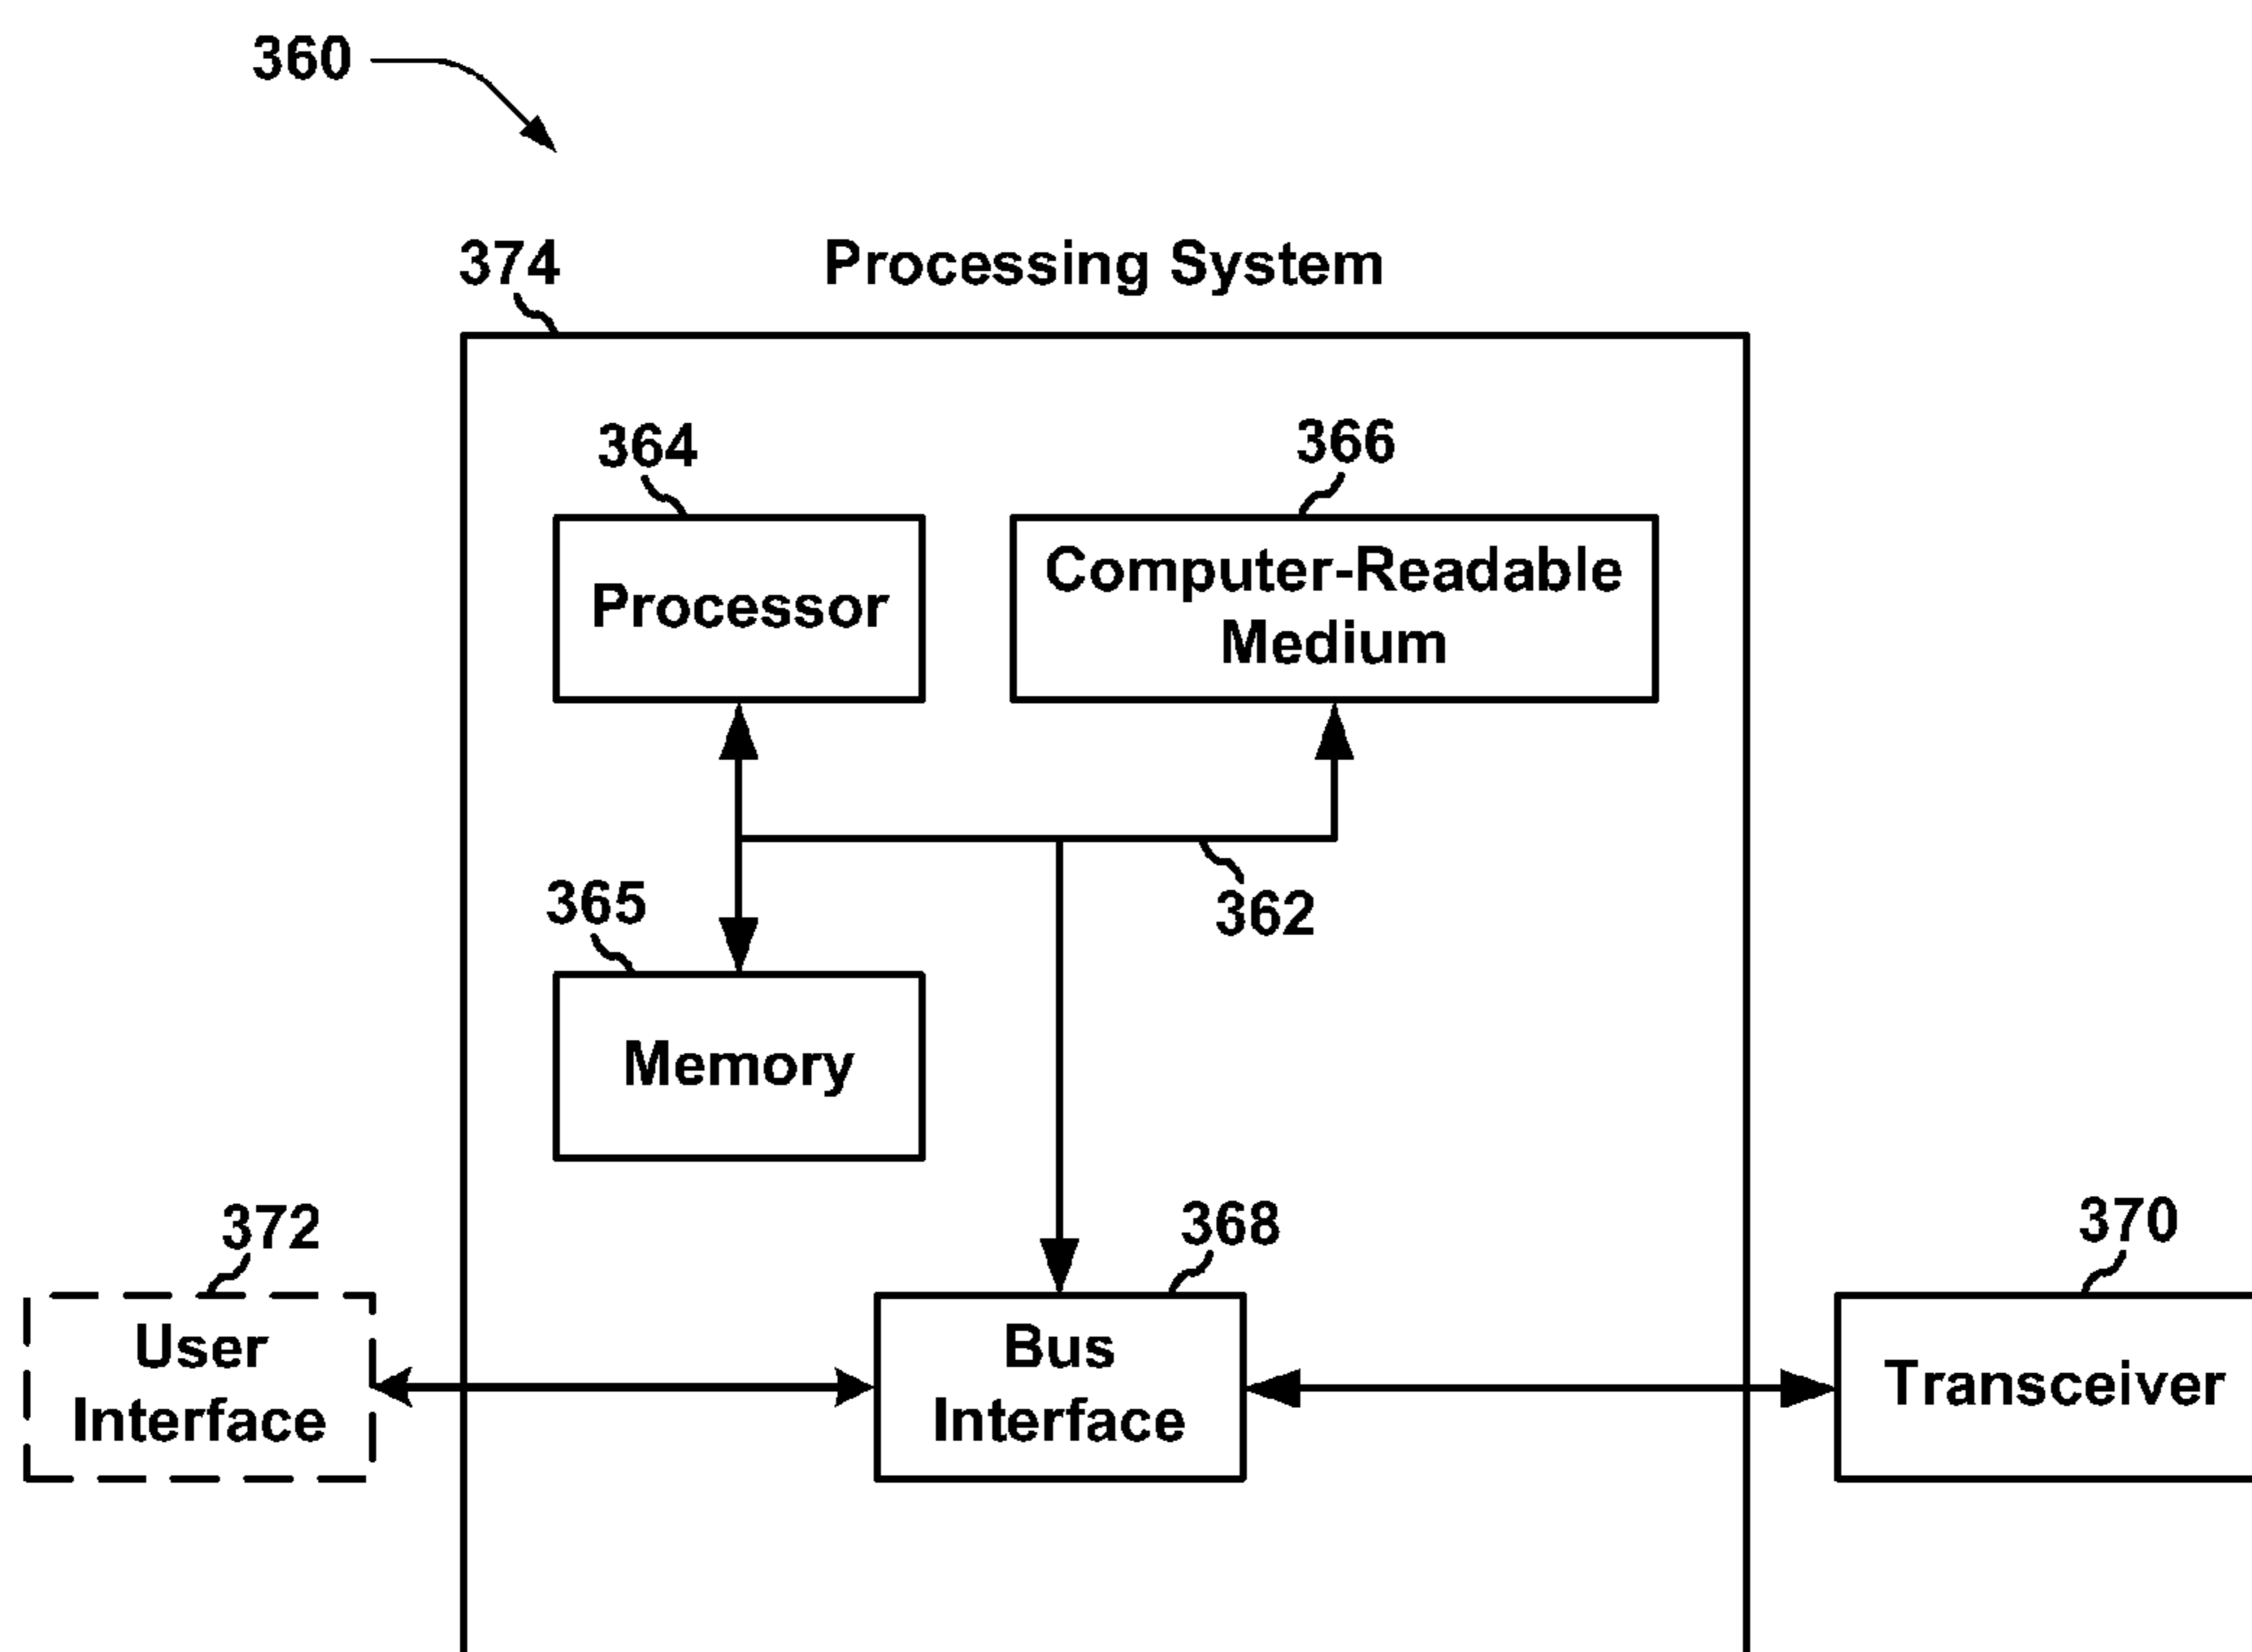 360
374
Processing System
364
366
Processor
Computer-Readable
Medium
365
362
Memory
372
368
370
User
Interface
Bus
Interface
Transceiver